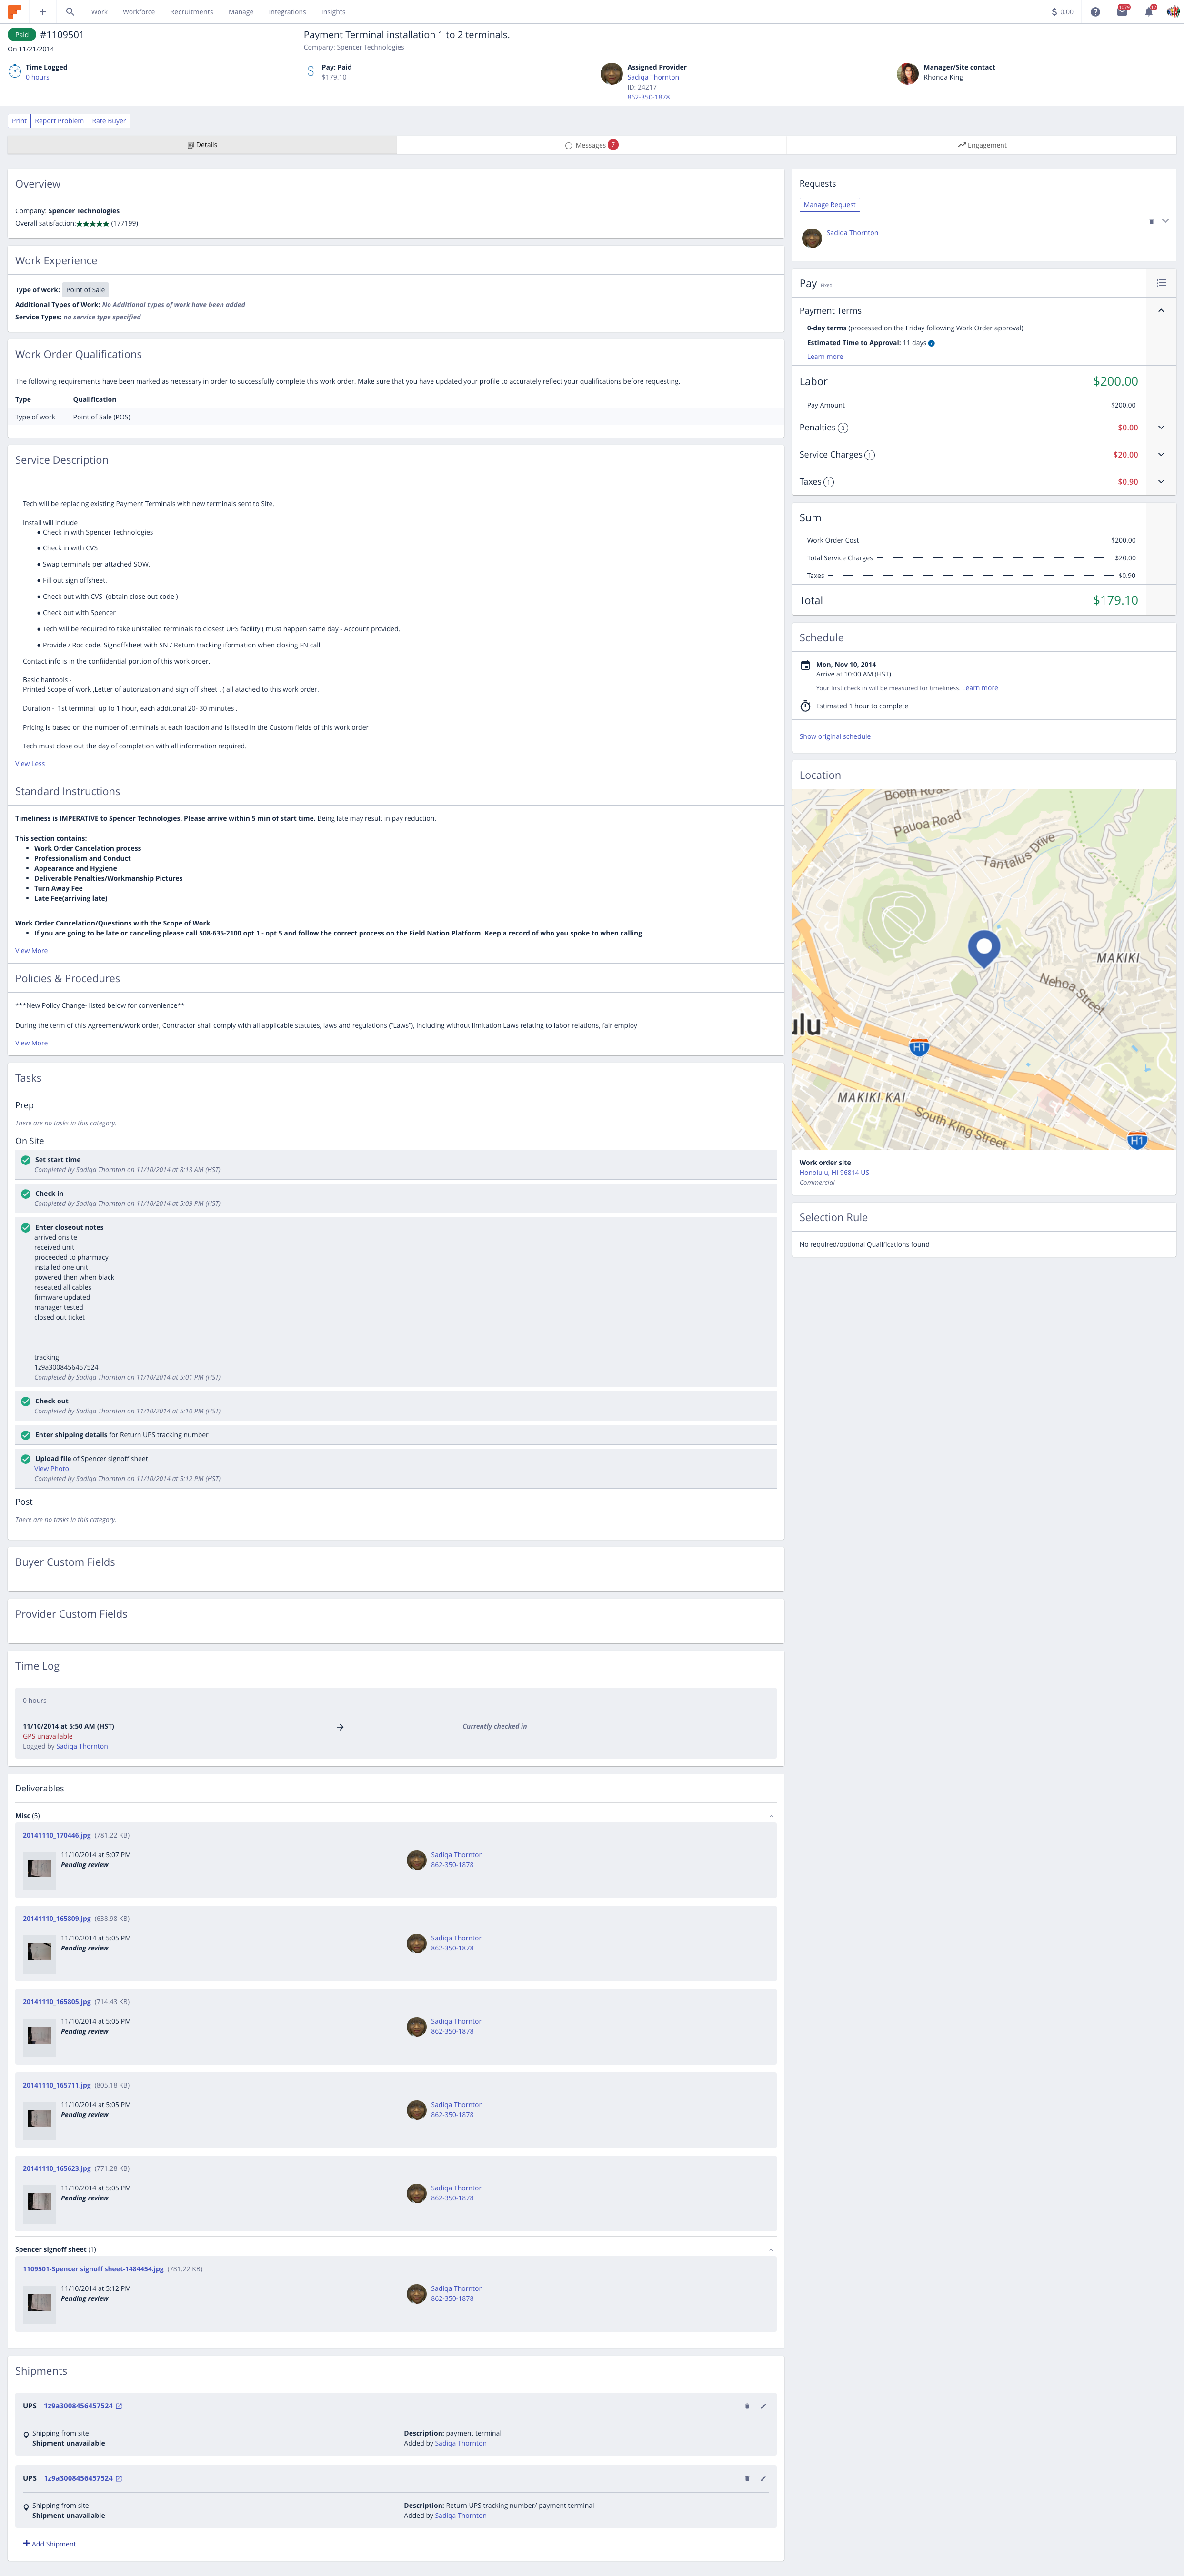 Work Workforce Recruitments Manage Integrations Insights
$ 0.00
Paid #1109501
On 11/21/2014
Payment Terminal installation 1 to 2 terminals.
Company: Spencer Technologies
Time Logged
0 hours
Pay: Paid
$179.10
Assigned Provider
Sadiqa Thornton
ID: 24217
862-350-1878
Manager/Site contact
Rhonda King
Print Report Problem Rate Buyer
Details
Messages 7
Engagement
Overview
Company: Spencer Technologies
Overall satisfaction: (177199)
Work Experience
Type of work: Point of Sale
Additional Types of Work: No Additional types of work have been added
Service Types: no service type specified
Work Order Qualifications
The following requirements have been marked as necessary in order to successfully complete this work order. Make sure that you have updated your profile to accurately reflect your qualifications before requesting.
Type Qualification
Type of work Point of Sale (POS)
Service Description
Tech will be replacing existing Payment Terminals with new terminals sent to Site.
Install will include
● Check in with Spencer Technologies
● Check in with CVS
● Swap terminals per attached SOW.
● Fill out sign offsheet.
● Check out with CVS (obtain close out code )
● Check out with Spencer
● Tech will be required to take unistalled terminals to closest UPS facility ( must happen same day - Account provided.
● Provide / Roc code. Signoffsheet with SN / Return tracking iformation when closing FN call.
Contact info is in the confiidential portion of this work order.
Basic hantools -
Printed Scope of work ,Letter of autorization and sign off sheet . ( all atached to this work order.
Duration - 1st terminal up to 1 hour, each additonal 20- 30 minutes .
Pricing is based on the number of terminals at each loaction and is listed in the Custom fields of this work order
Tech must close out the day of completion with all information required.
View Less
Standard Instructions
Timeliness is IMPERATIVE to Spencer Technologies. Please arrive within 5 min of start time. Being late may result in pay reduction.
This section contains:
• Work Order Cancelation process
• Professionalism and Conduct
• Appearance and Hygiene
• Deliverable Penalties/Workmanship Pictures
• Turn Away Fee
• Late Fee(arriving late)
Work Order Cancelation/Questions with the Scope of Work
• If you are going to be late or canceling please call 508-635-2100 opt 1 - opt 5 and follow the correct process on the Field Nation Platform. Keep a record of who you spoke to when calling
View More
Policies & Procedures
***New Policy Change- listed below for convenience**
During the term of this Agreement/work order, Contractor shall comply with all applicable statutes, laws and regulations ("Laws"), including without limitation Laws relating to labor relations, fair employ
View More
Tasks
Prep
There are no tasks in this category.
On Site
Set start time
Completed by Sadiqa Thornton on 11/10/2014 at 8:13 AM (HST)
Check in
Completed by Sadiqa Thornton on 11/10/2014 at 5:09 PM (HST)
Enter closeout notes
arrived onsite
received unit
proceeded to pharmacy
installed one unit
powered then when black
reseated all cables
firmware updated
manager tested
closed out ticket
tracking
1z9a3008456457524
Completed by Sadiqa Thornton on 11/10/2014 at 5:01 PM (HST)
Check out
Completed by Sadiqa Thornton on 11/10/2014 at 5:10 PM (HST)
Enter shipping details for Return UPS tracking number
Upload file of Spencer signoff sheet
View Photo
Completed by Sadiqa Thornton on 11/10/2014 at 5:12 PM (HST)
Post
There are no tasks in this category.
Buyer Custom Fields
Provider Custom Fields
Time Log
0 hours
11/10/2014 at 5:50 AM (HST)
Currently checked in
GPS unavailable
Logged by Sadiqa Thornton
Deliverables
Misc (5)
20141110_170446.jpg (781.22 KB)
11/10/2014 at 5:07 PM
Pending review
Sadiqa Thornton
862-350-1878
20141110_165809.jpg (638.98 KB)
11/10/2014 at 5:05 PM
Pending review
Sadiqa Thornton
862-350-1878
20141110_165805.jpg (714.43 KB)
11/10/2014 at 5:05 PM
Pending review
Sadiqa Thornton
862-350-1878
20141110_165711.jpg (805.18 KB)
11/10/2014 at 5:05 PM
Pending review
Sadiqa Thornton
862-350-1878
20141110_165623.jpg (771.28 KB)
11/10/2014 at 5:05 PM
Pending review
Sadiqa Thornton
862-350-1878
Spencer signoff sheet (1)
1109501-Spencer signoff sheet-1484454.jpg (781.22 KB)
11/10/2014 at 5:12 PM
Pending review
Sadiqa Thornton
862-350-1878
Shipments
UPS 1z9a3008456457524
Shipping from site
Shipment unavailable
Description: payment terminal
Added by Sadiqa Thornton
UPS 1z9a3008456457524
Shipping from site
Shipment unavailable
Description: Return UPS tracking number/ payment terminal
Added by Sadiqa Thornton
+ Add Shipment
Requests
Manage Request
Sadiqa Thornton
Pay Fixed
Payment Terms
0-day terms (processed on the Friday following Work Order approval)
Estimated Time to Approval: 11 days
Learn more
Labor $200.00
Pay Amount $200.00
Penalties 0 $0.00
Service Charges 1 $20.00
Taxes 1 $0.90
Sum
Work Order Cost $200.00
Total Service Charges $20.00
Taxes $0.90
Total $179.10
Schedule
Mon, Nov 10, 2014
Arrive at 10:00 AM (HST)
Your first check in will be measured for timeliness. Learn more
Estimated 1 hour to complete
Show original schedule
Location
Booth Road
Pauoa Road
Tantalus Drive
MAKIKI
Nehoa Street
ulu
H1
MAKIKI KAI
South King Street
H1
Work order site
Honolulu, HI 96814 US
Commercial
Selection Rule
No required/optional Qualifications found